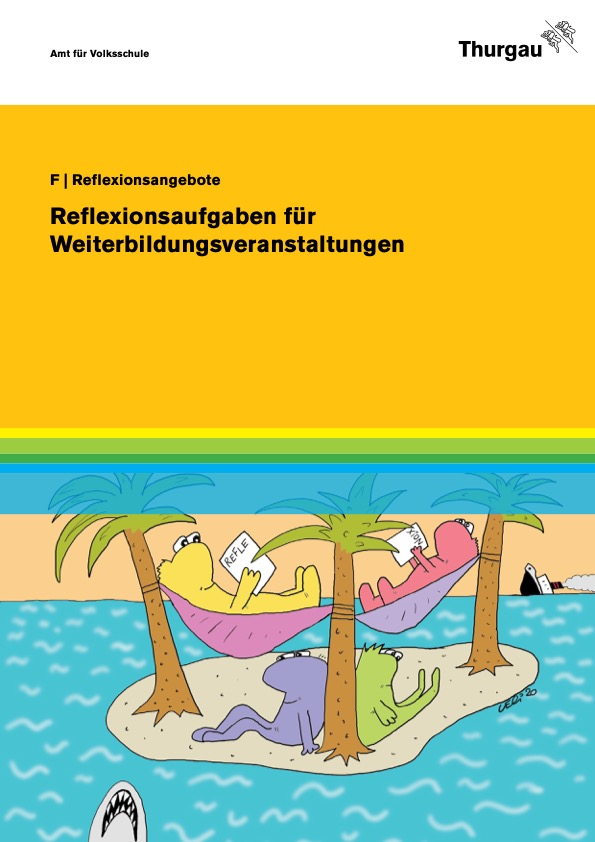 Amt für Volksschule
Thurgau
F | Reflexionsangebote
Reflexionsaufgaben für
Weiterbildungsveranstaltungen
REFLE
XION